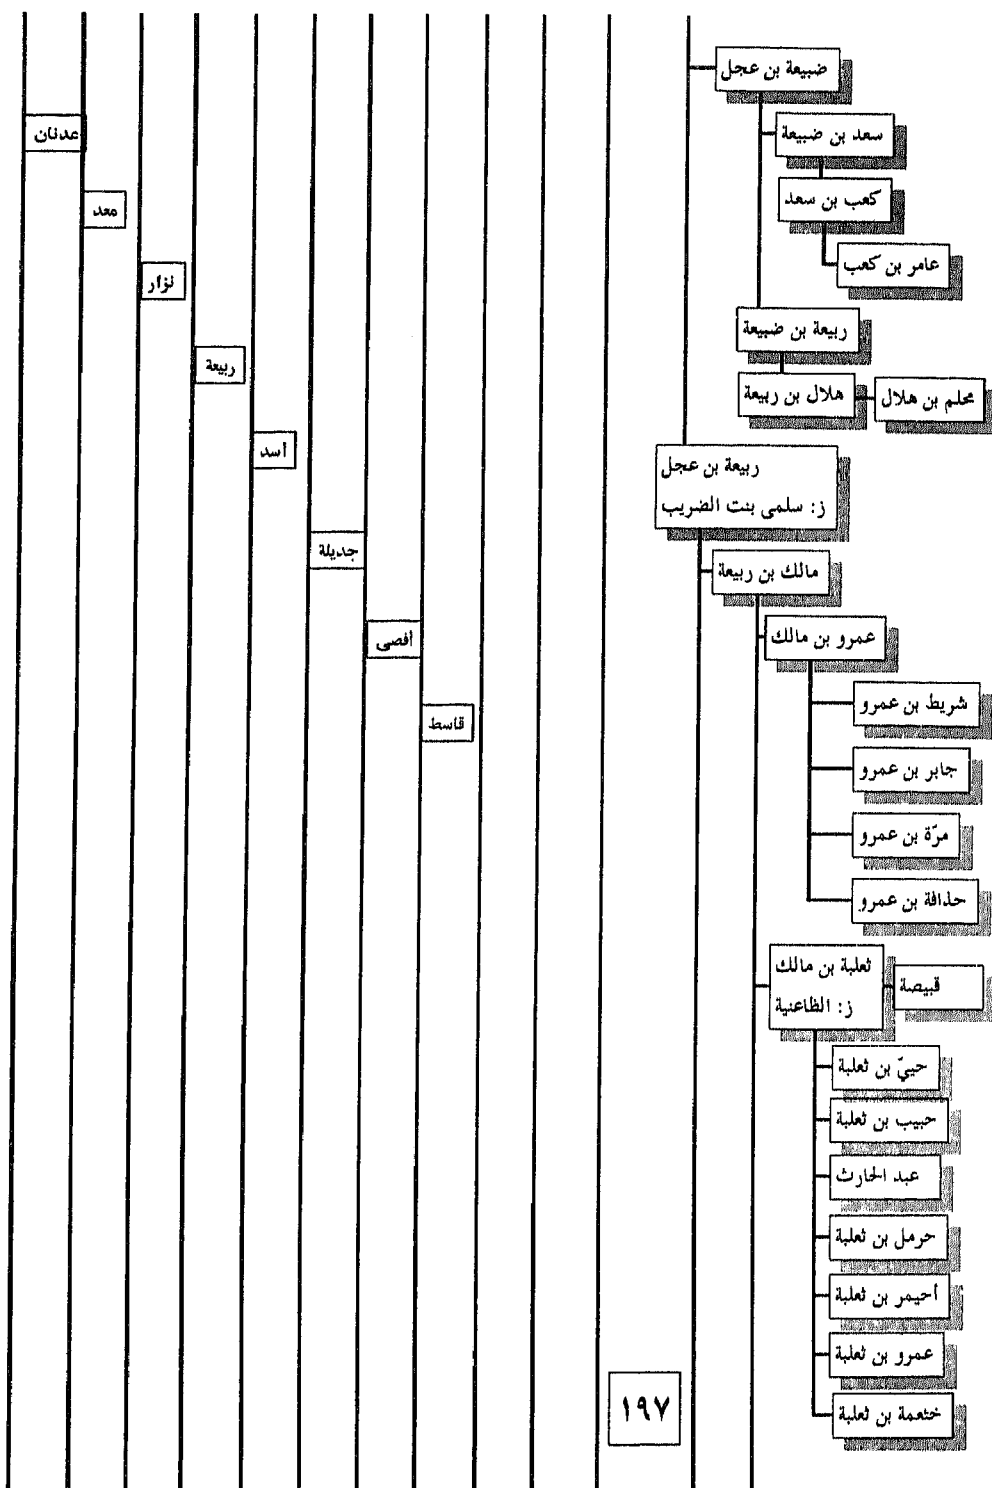 ضبيعة بن عجل
سعد بن ضبيعة
كعب بن سعد
عامر بن كعب
ربيعة بن ضبيعة
هلال بن ربيعة
محلم بن هلال
ربيعة بن عجل
ز: سلمى بنت الضريب
مالك بن ربيعة
عمرو بن مالك
شريط بن عمرو
جابر بن عمرو
مرّة بن عمرو
حذافة بن عمرو
ثعلبة بن مالك
ز: الظاعنية
قبيصة
حييّ بن ثعلبة
حبيب بن ثعلبة
عبد الحارث
حرمل بن ثعلبة
أحيمر بن ثعلبة
عمرو بن ثعلبة
خثعمة بن ثعلبة
عدنان
معد
نزار
ربيعة
أسد
جديلة
أفصى
قاسط
١٩٧